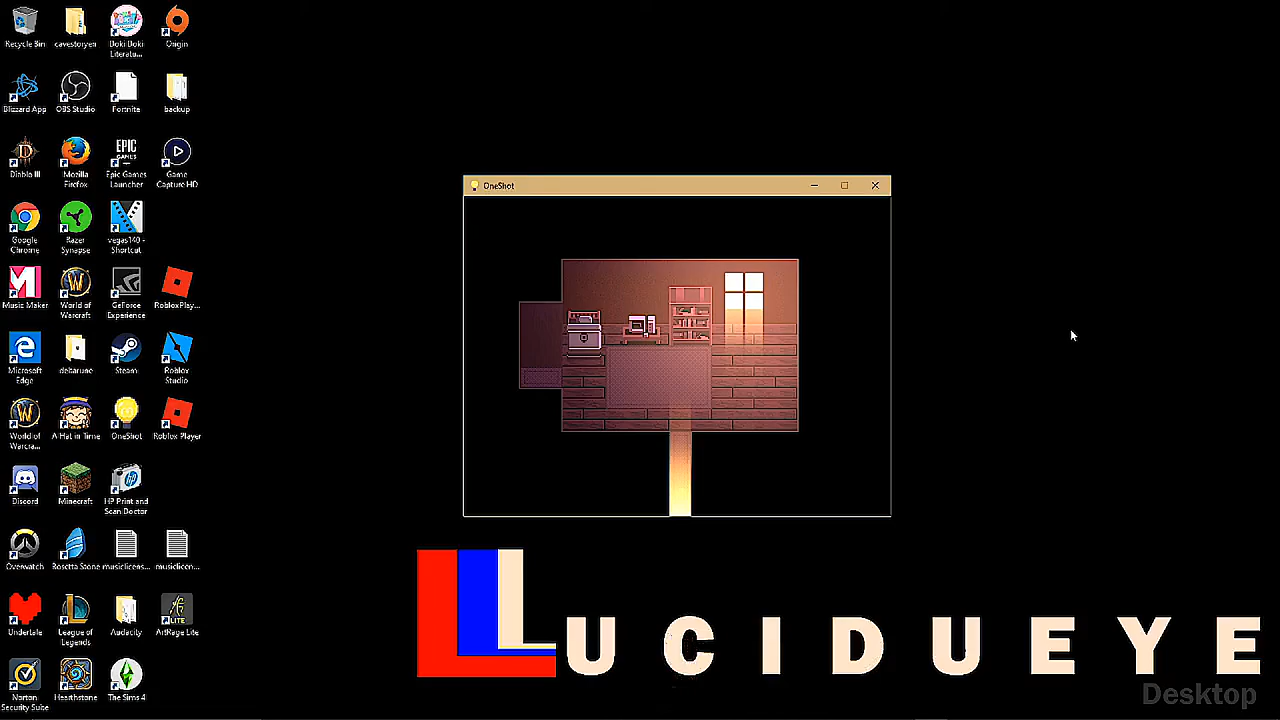 Recycle Bin
cavestoryen
Doki Doki
Literatu...
Origin
Blizzard App
OBS Studio
Fortnite
backup
Diablo III
Mozilla
Firefox
EPIC
GAMES
Epic Games
Launcher
Game
Capture HD
Google
Chrome
Razer
Synapse
vegas140 -
Shortcut
Music Maker
World of
Warcraft
GeForce
Experience
RobloxPlay...
Microsoft
Edge
deltarune
Steam
Roblox
Studio
World of
Warcra...
A Hat in Time
OneShot
Roblox Player
Discord
Minecraft
HP Print and
Scan Doctor
Overwatch
Rosetta Stone
musiclicens...
musiclicen...
Undertale
League of
Legends
Audacity
LITE
ArtRage Lite
Norton
Security Suite
Hearthstone
The Sims 4
OneShot
LUCIDUEYE
Desktop